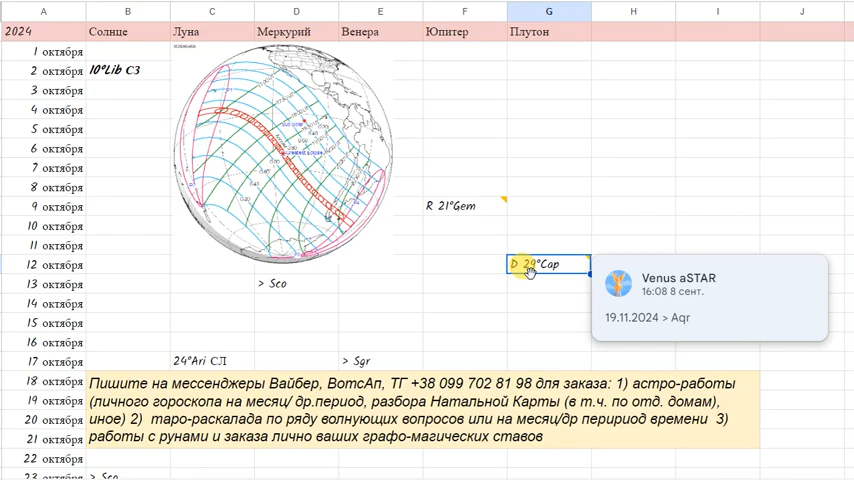 A B C D E F G H I J
2024 Солнце Луна Меркурий Венера Юпитер Плутон
1 октября
2 октября 10°Lib СЗ
3 октября
4 октября
5 октября
6 октября
7 октября
8 октября
9 октября R 21°Gem
10 октября
11 октября
12 октября D 29°Cap
Venus aSTAR
16:08 8 сент.
13 октября > Sco
19.11.2024 > Aqr
14 октября
15 октября
16 октября
17 октября 24°Ari СЛ > Sgr
18 октября
19 октября
20 октября
21 октября
Пишите на мессенджеры Вайбер, ВотсАп, ТГ +38 099 702 81 98 для заказа: 1) астро-работы
(личного гороскопа на месяц/ др.период, разбора Натальной Карты (в т.ч. по отд. домам),
иное) 2) таро-раскалада по ряду волнующих вопросов или на месяц/др перириод времени 3)
работы с рунами и заказа лично ваших графо-магических ставов
22 октября
23 октября > Sco